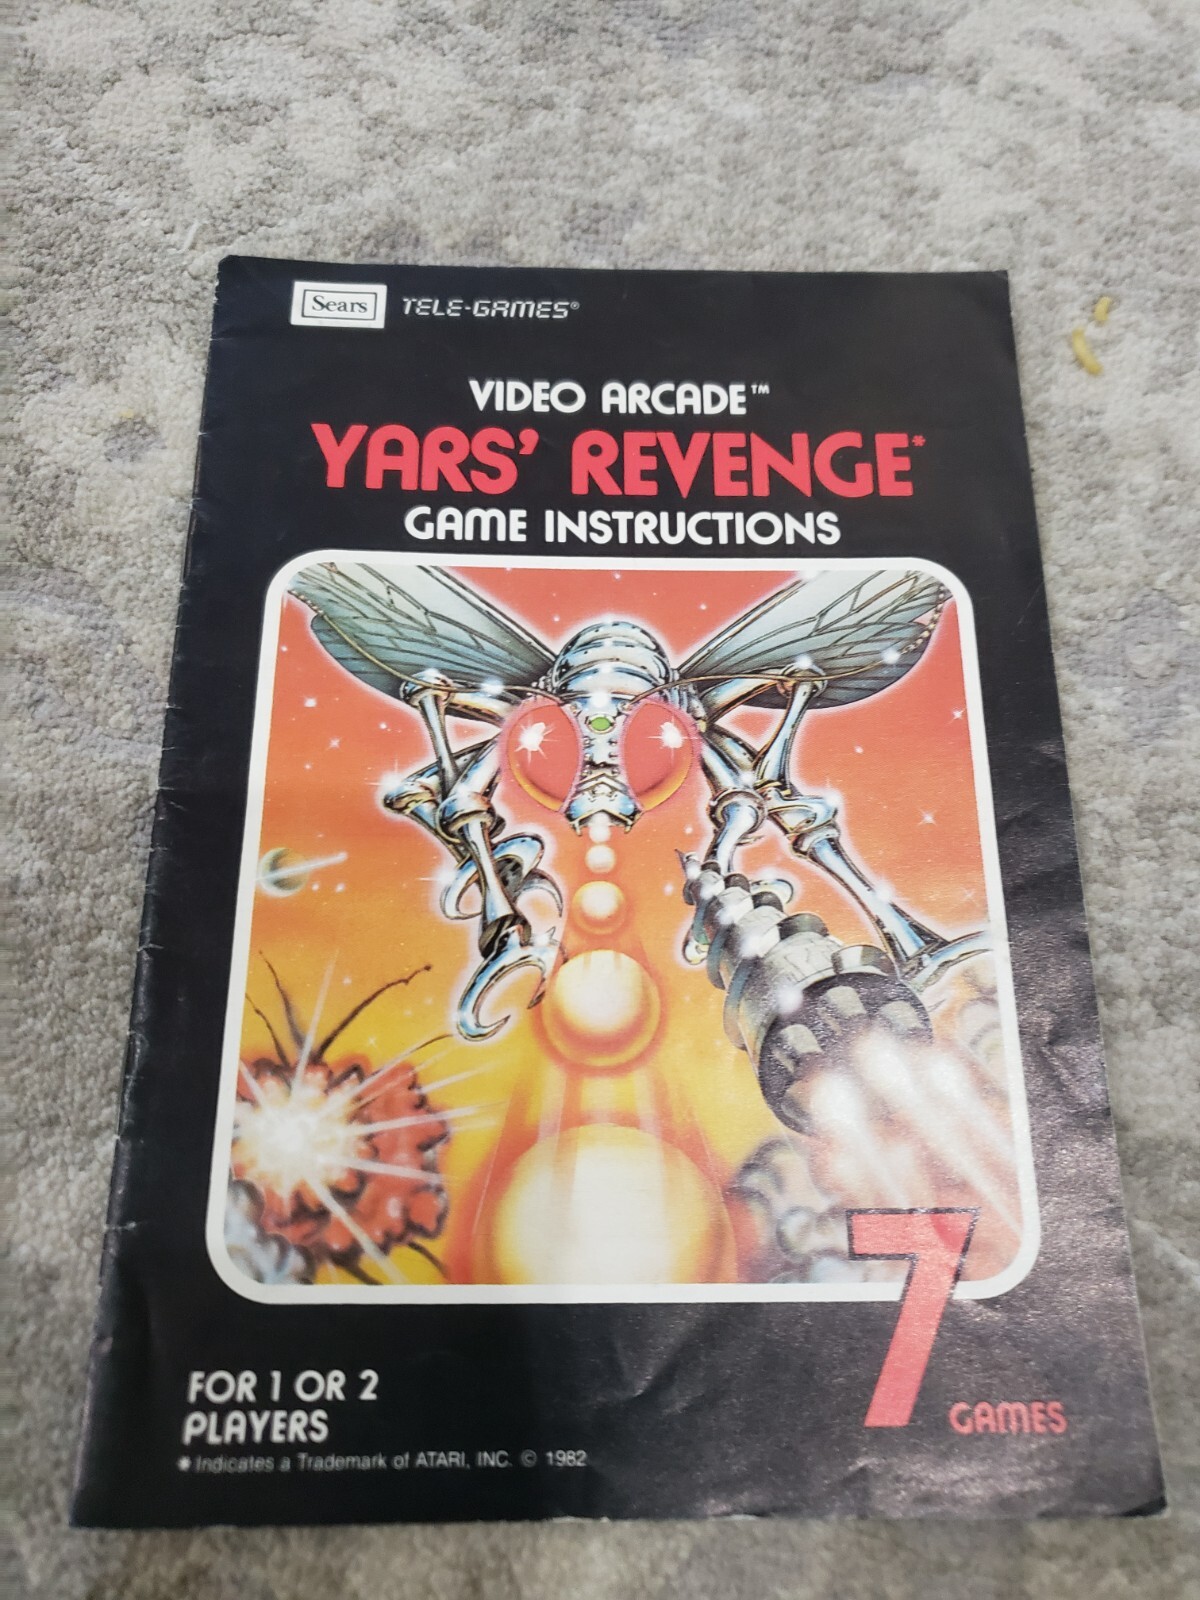 Sears TELE-GAMES®
VIDEO ARCADE™
YARS' REVENGE*
GAME INSTRUCTIONS
7
GAMES
FOR 1 OR 2
PLAYERS
* Indicates a Trademark of ATARI, INC. © 1982